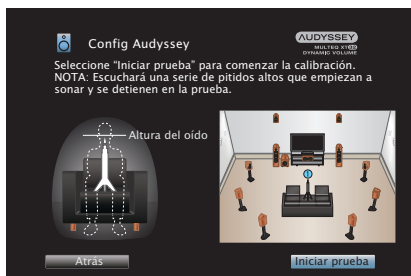 Config Audyssey
AUDYSSEY
MULTEQ XT32
DYNAMIC VOLUME
Seleccione “Iniciar prueba” para comenzar la calibración.
NOTA: Escuchará una serie de pitidos altos que empiezan a
sonar y se detienen en la prueba.
Altura del oído
Atrás
Iniciar prueba